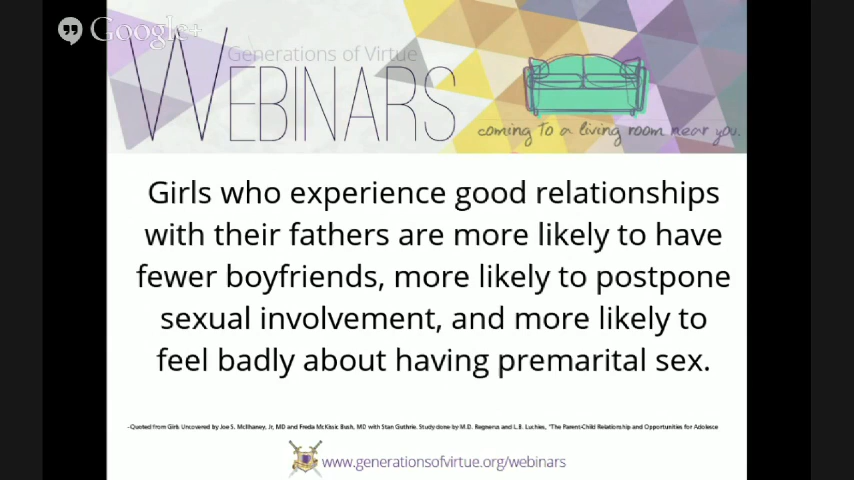 Google+
Generations of Virtue
WEBINARS
coming to a living room near you.
Girls who experience good relationships
with their fathers are more likely to have
fewer boyfriends, more likely to postpone
sexual involvement, and more likely to
feel badly about having premarital sex.
-Quoted from Girls Uncovered by Joe S. McIlhaney, Jr, MD and Freda McKissic Bush, MD with Stan Guthrie. Study done by M.D. Regnerus and L.B. Luchies, "The Parent-Child Relationship and Opportunities for Adolesce
www.generationsofvirtue.org/webinars